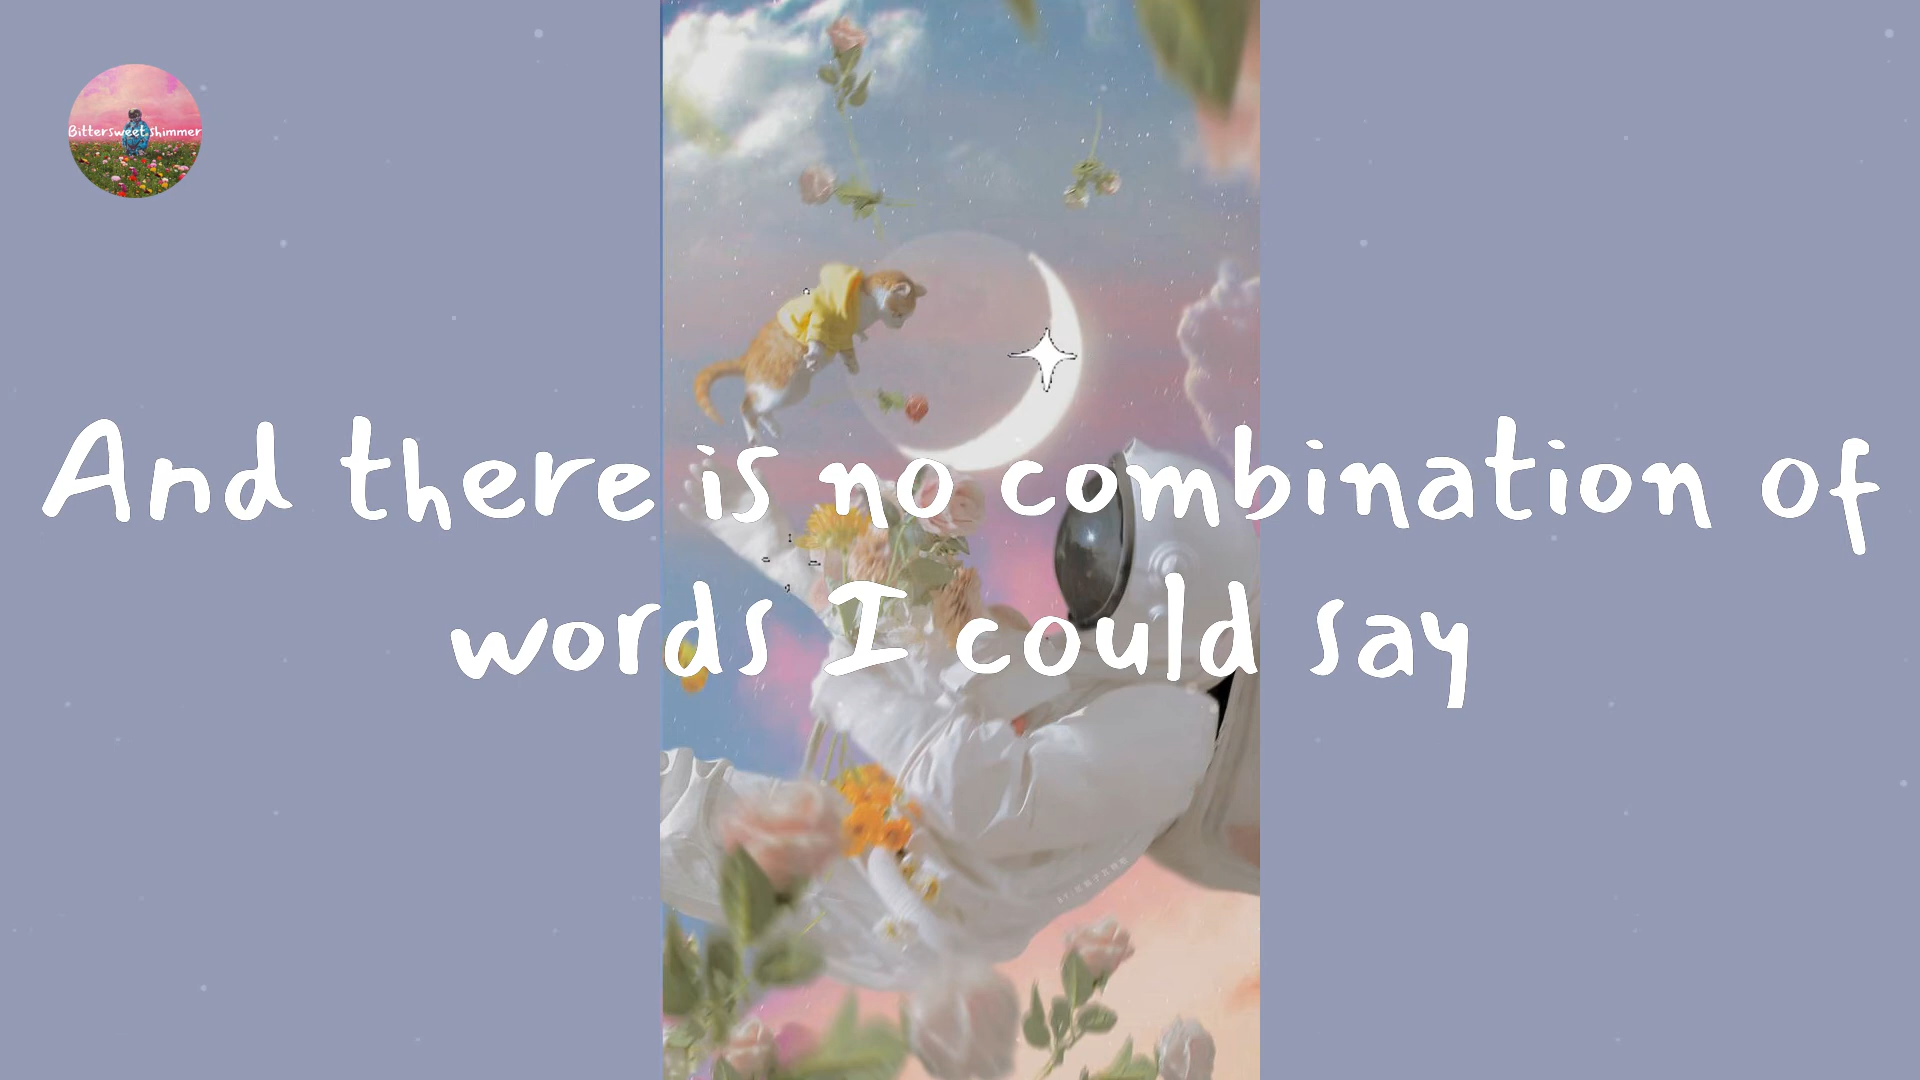 Bittersweet shimmer
And there is no combination of
words I could say